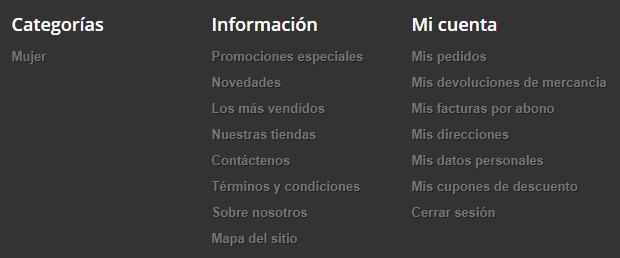 Categorías
Mujer
Información
Promociones especiales
Novedades
Los más vendidos
Nuestras tiendas
Contáctenos
Términos y condiciones
Sobre nosotros
Mapa del sitio
Mi cuenta
Mis pedidos
Mis devoluciones de mercancia
Mis facturas por abono
Mis direcciones
Mis datos personales
Mis cupones de descuento
Cerrar sesión